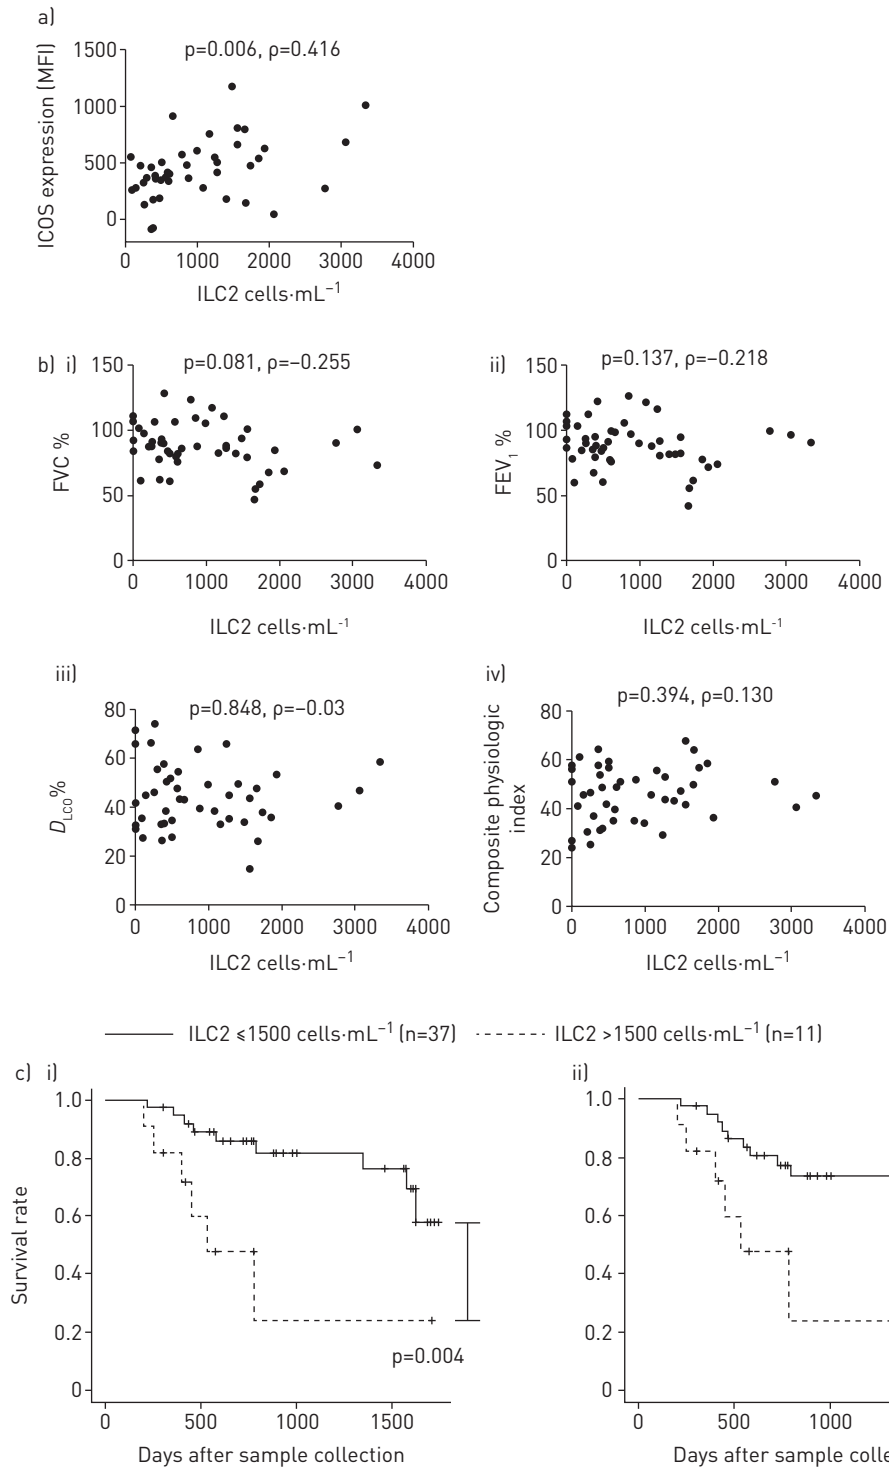 a)
p=0.006, ρ=0.416
ICOS expression (MFI)
1500
1000
500
0
0 1000 2000 3000 4000
ILC2 cells·mL⁻¹
b) i)
p=0.081, ρ=−0.255
FVC %
150
100
50
0
0 1000 2000 3000 4000
ILC2 cells·mL⁻¹
ii)
p=0.137, ρ=−0.218
FEV₁ %
150
100
50
0
0 1000 2000 3000 4000
ILC2 cells·mL⁻¹
iii)
p=0.848, ρ=−0.03
DLCO %
80
60
40
20
0
0 1000 2000 3000 4000
ILC2 cells·mL⁻¹
iv)
p=0.394, ρ=0.130
Composite physiologic
index
80
60
40
20
0
0 1000 2000 3000 4000
ILC2 cells·mL⁻¹
ILC2 ⩽1500 cells·mL⁻¹ (n=37)
ILC2 >1500 cells·mL⁻¹ (n=11)
c) i)
Survival rate
1.0
0.8
0.6
0.4
0.2
0
p=0.004
0 500 1000 1500
Days after sample collection
ii)
1.0
0.8
0.6
0.4
0.2
0
0 500 1000
Days after sample colle